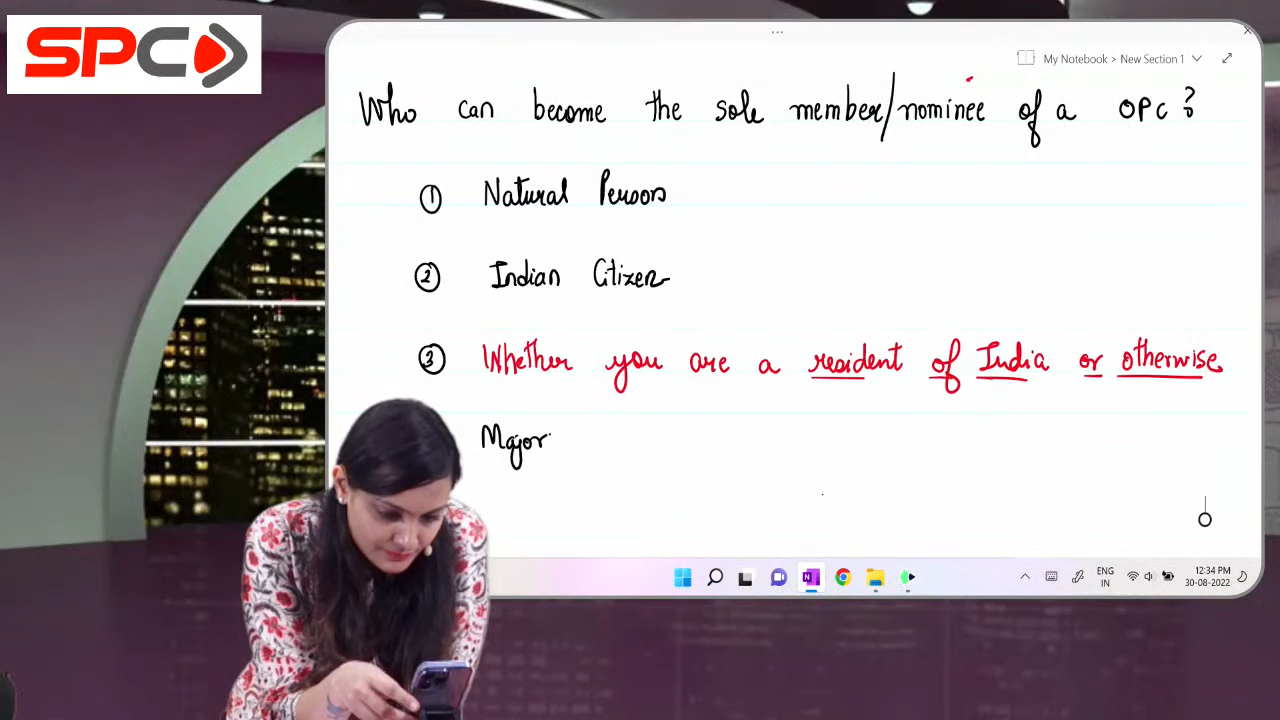 SPC
My Notebook > New Section 1
Who can become the sole member/nominee of a OPC?
① Natural Person
② Indian Citizen
③ Whether you are a resident of India or otherwise
Major
ENG
IN
12:34 PM
30-08-2022